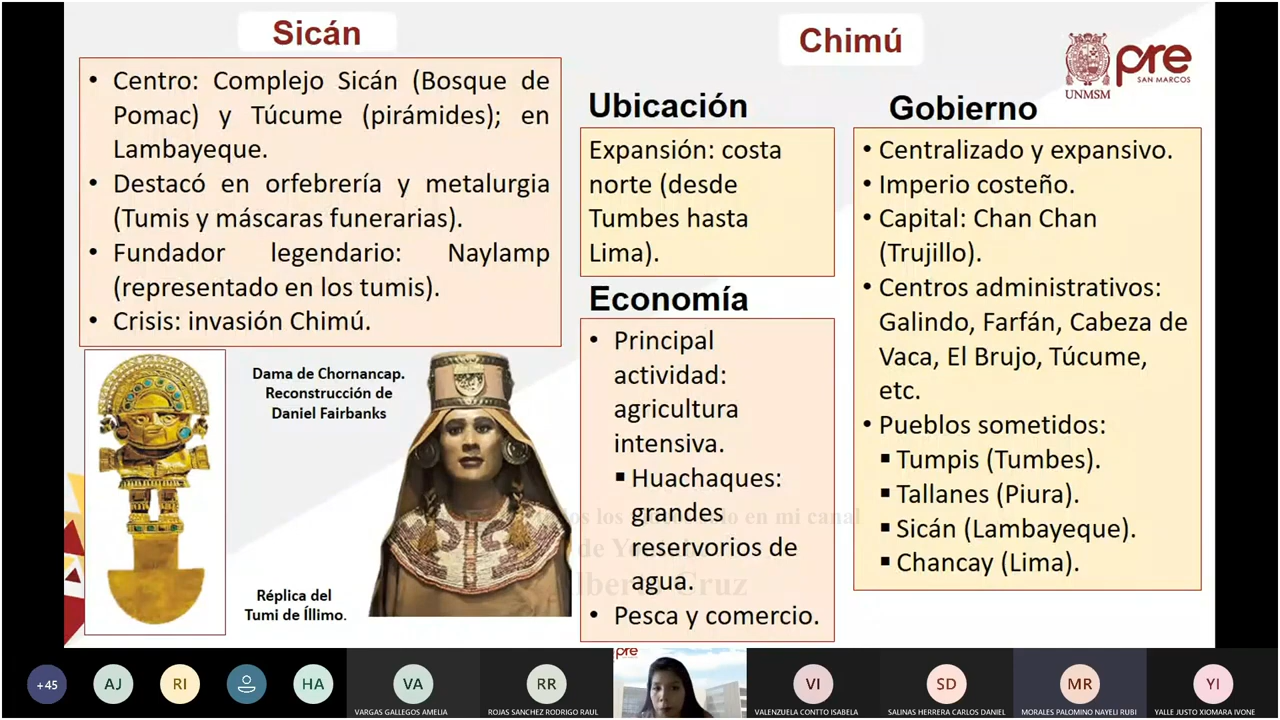 Sicán
• Centro: Complejo Sicán (Bosque de
Pomac) y Túcume (pirámides); en
Lambayeque.
• Destacó en orfebrería y metalurgia
(Tumis y máscaras funerarias).
• Fundador legendario: Naylamp
(representado en los tumis).
• Crisis: invasión Chimú.
Dama de Chornancap.
Reconstrucción de
Daniel Fairbanks
Réplica del
Tumi de Íllimo.
Chimú
UNMSM
pre
SAN MARCOS
Ubicación
Expansión: costa
norte (desde
Tumbes hasta
Lima).
Economía
• Principal
actividad:
agricultura
intensiva.
▪ Huachaques:
grandes
reservorios de
agua.
• Pesca y comercio.
Gobierno
• Centralizado y expansivo.
• Imperio costeño.
• Capital: Chan Chan
(Trujillo).
• Centros administrativos:
Galindo, Farfán, Cabeza de
Vaca, El Brujo, Túcume,
etc.
• Pueblos sometidos:
▪ Tumpis (Tumbes).
▪ Tallanes (Piura).
▪ Sicán (Lambayeque).
▪ Chancay (Lima).
los en mi canal
de
Cruz
+45
AJ
RI
HA
VA
VARGAS GALLEGOS AMELIA
RR
ROJAS SANCHEZ RODRIGO RAUL
pre
VI
VALENZUELA CONTTO ISABELA
SD
SALINAS HERRERA CARLOS DANIEL
MR
MORALES PALOMINO NAYELI RUBI
YI
YALLE JUSTO XIOMARA IVONE